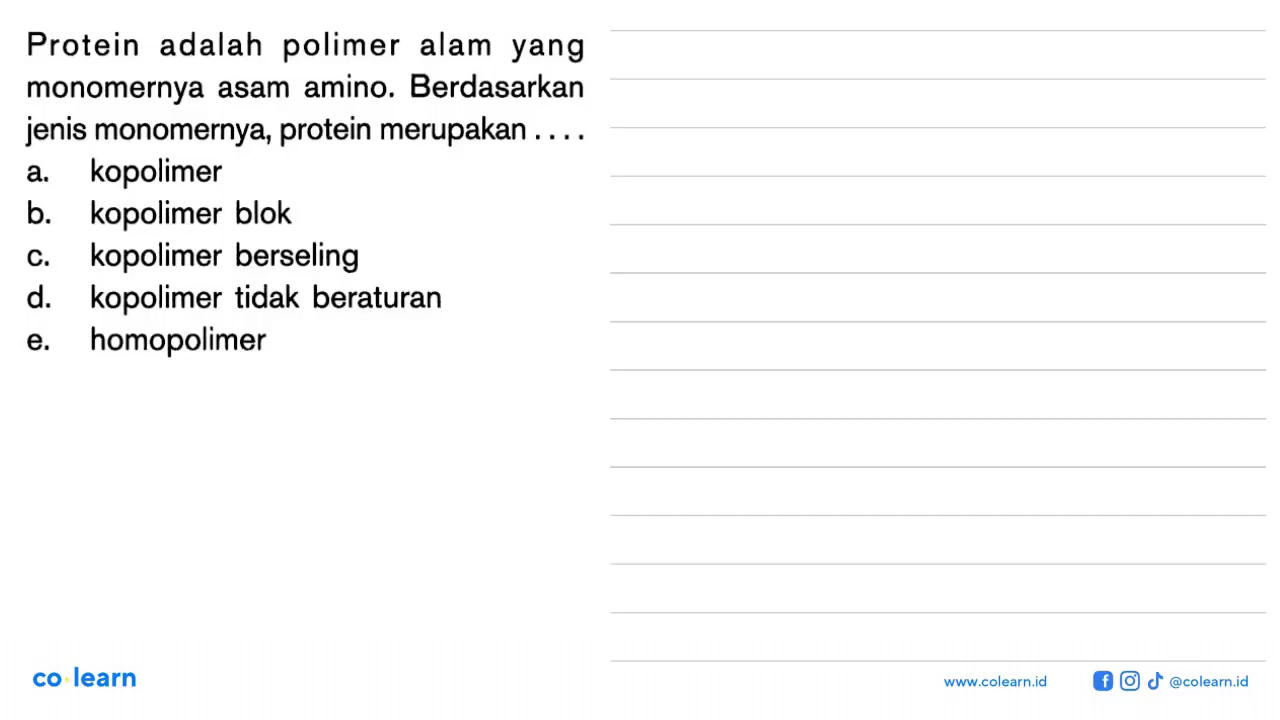 Protein adalah polimer alam yang
monomernya asam amino. Berdasarkan
jenis monomernya, protein merupakan . . . .
a. kopolimer
b. kopolimer blok
c. kopolimer berseling
d. kopolimer tidak beraturan
e. homopolimer
co·learn
www.colearn.id @colearn.id